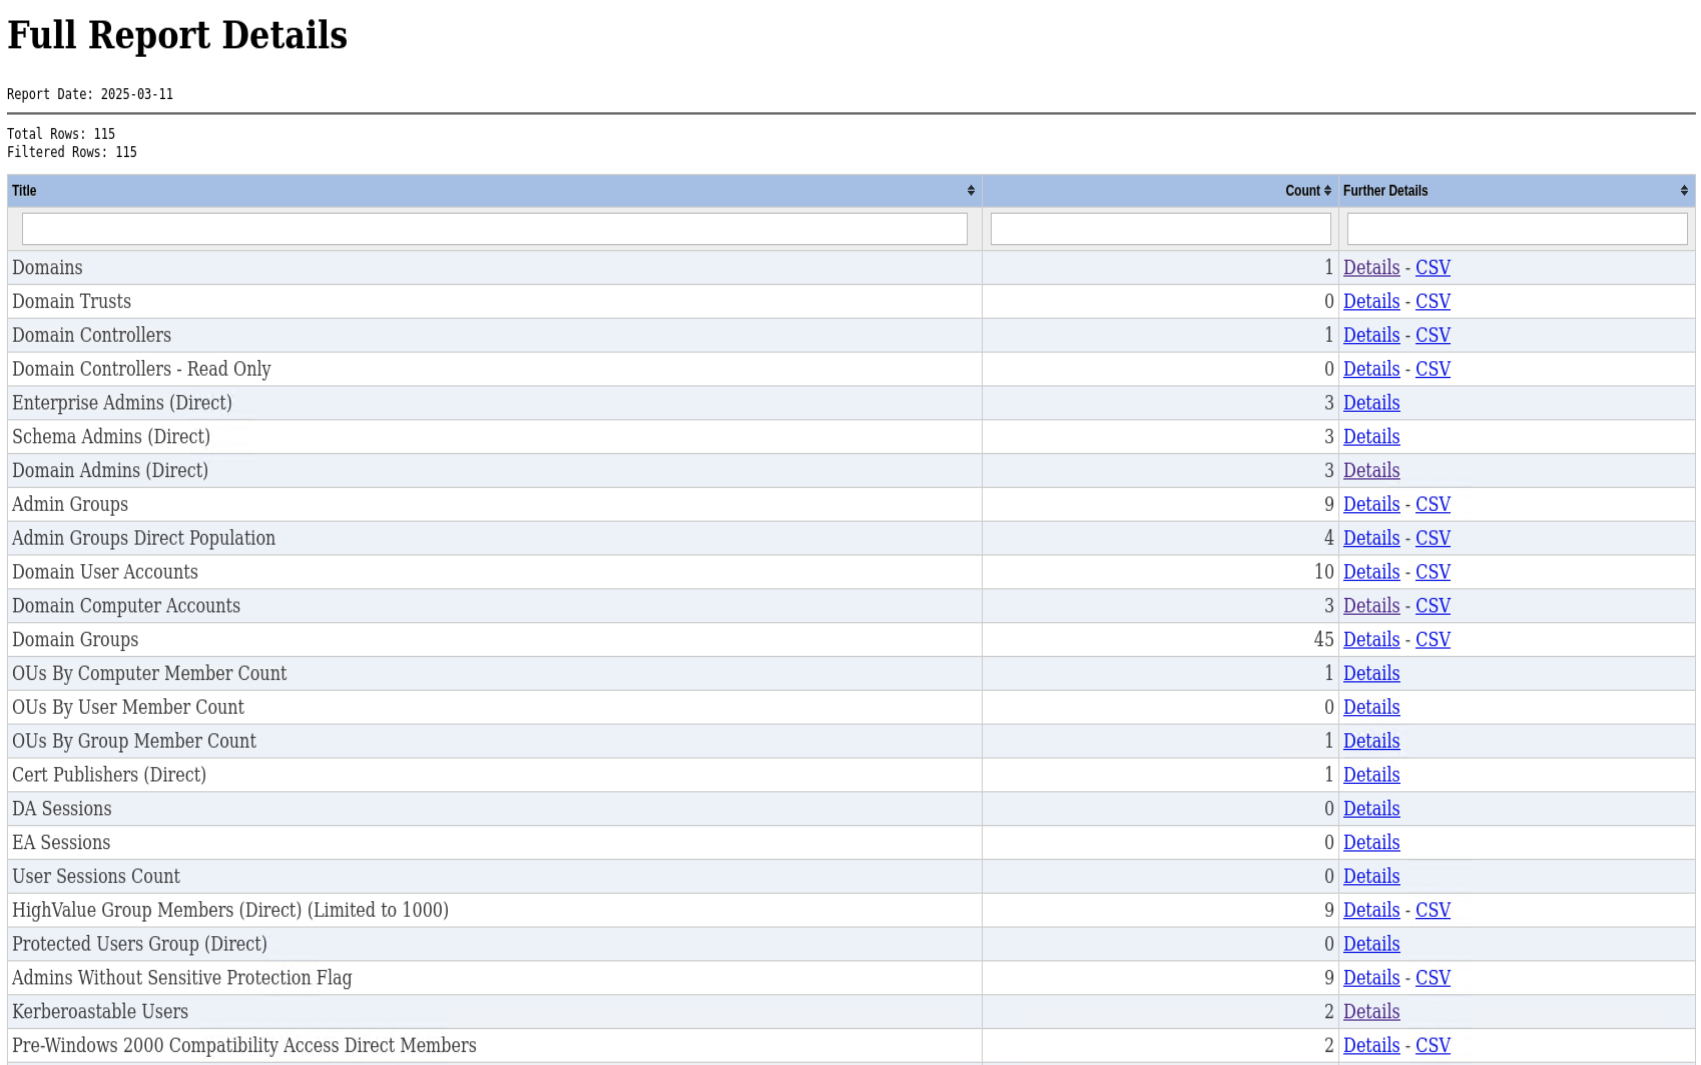 Full Report Details
Report Date: 2025-03-11
Total Rows: 115
Filtered Rows: 115
Title Count Further Details
Domains 1 Details - CSV
Domain Trusts 0 Details - CSV
Domain Controllers 1 Details - CSV
Domain Controllers - Read Only 0 Details - CSV
Enterprise Admins (Direct) 3 Details
Schema Admins (Direct) 3 Details
Domain Admins (Direct) 3 Details
Admin Groups 9 Details - CSV
Admin Groups Direct Population 4 Details - CSV
Domain User Accounts 10 Details - CSV
Domain Computer Accounts 3 Details - CSV
Domain Groups 45 Details - CSV
OUs By Computer Member Count 1 Details
OUs By User Member Count 0 Details
OUs By Group Member Count 1 Details
Cert Publishers (Direct) 1 Details
DA Sessions 0 Details
EA Sessions 0 Details
User Sessions Count 0 Details
HighValue Group Members (Direct) (Limited to 1000) 9 Details - CSV
Protected Users Group (Direct) 0 Details
Admins Without Sensitive Protection Flag 9 Details - CSV
Kerberoastable Users 2 Details
Pre-Windows 2000 Compatibility Access Direct Members 2 Details - CSV